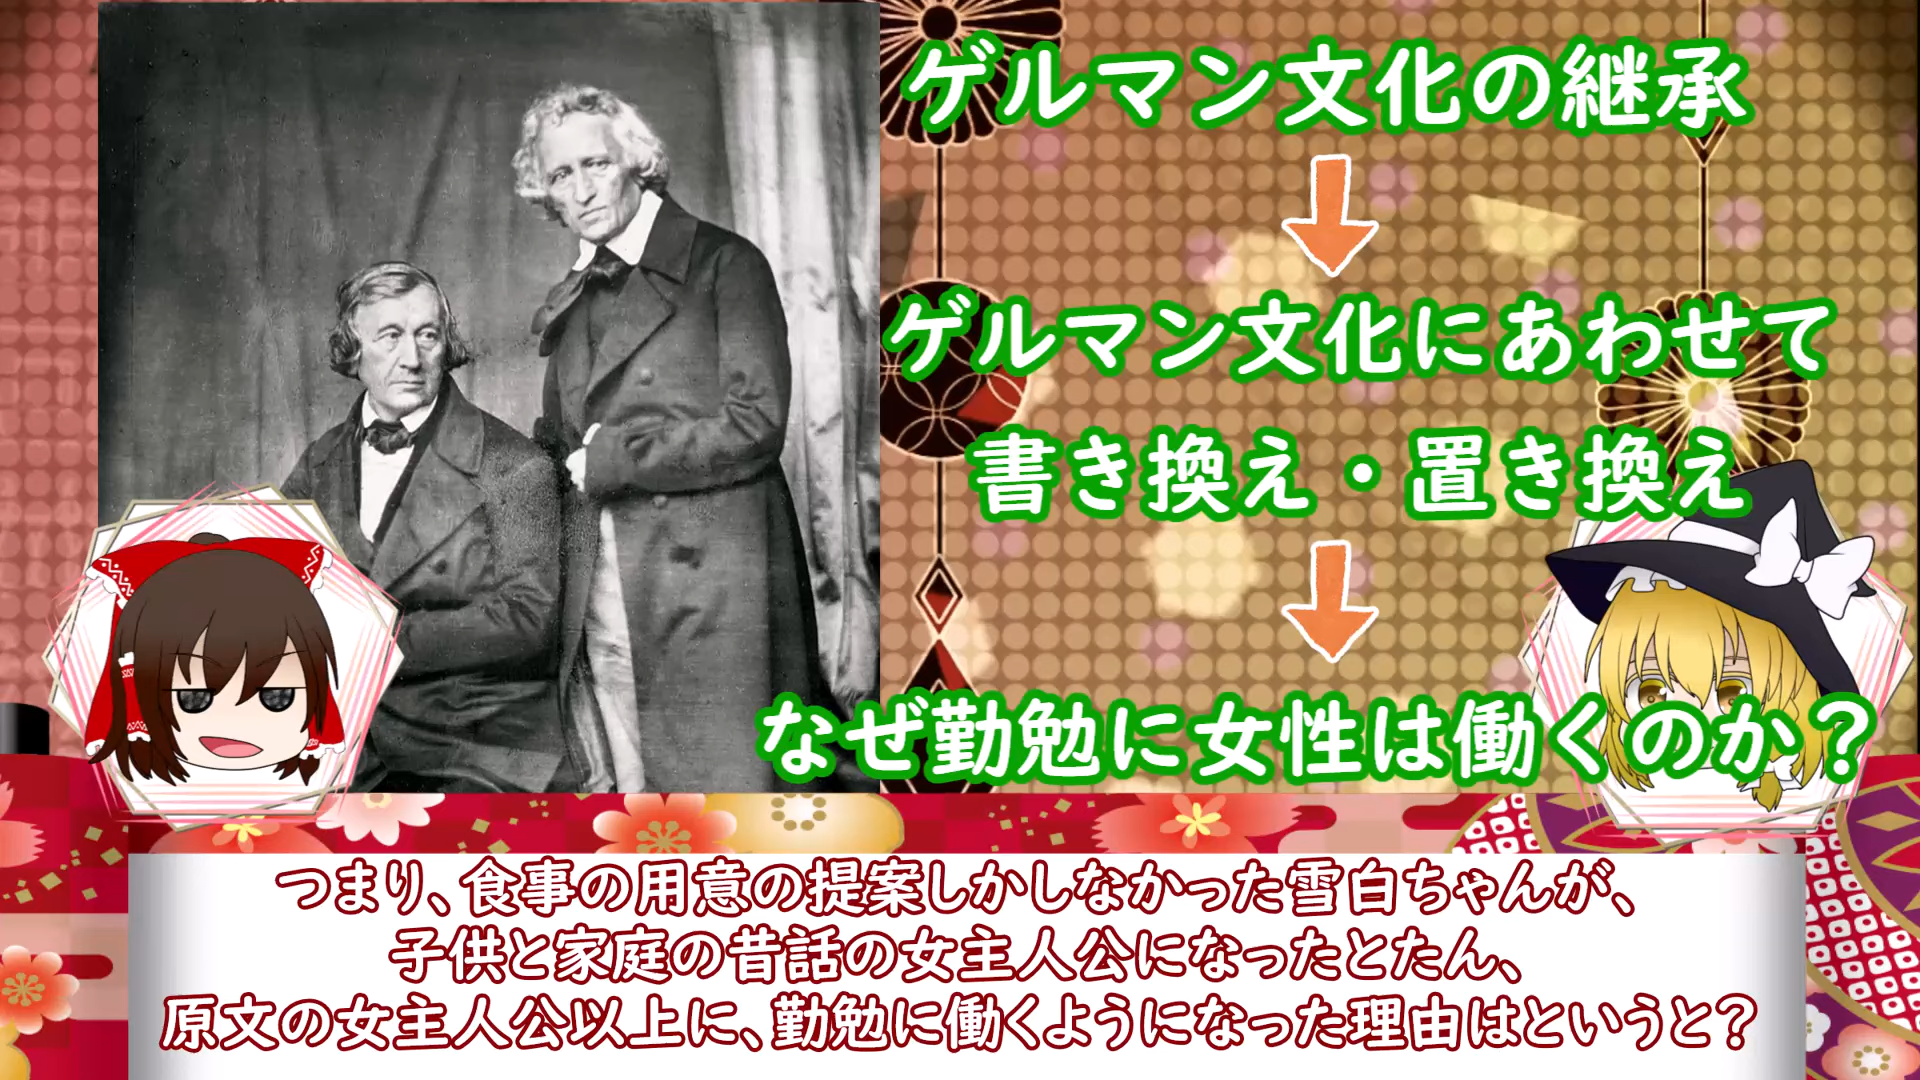 ゲルマン文化の継承
ゲルマン文化にあわせて
書き換え・置き換え
なぜ勤勉に女性は働くのか？
つまり、食事の用意の提案しかしなかった雪白ちゃんが、
子供と家庭の昔話の女主人公になったとたん、
原文の女主人公以上に、勤勉に働くようになった理由はというと？